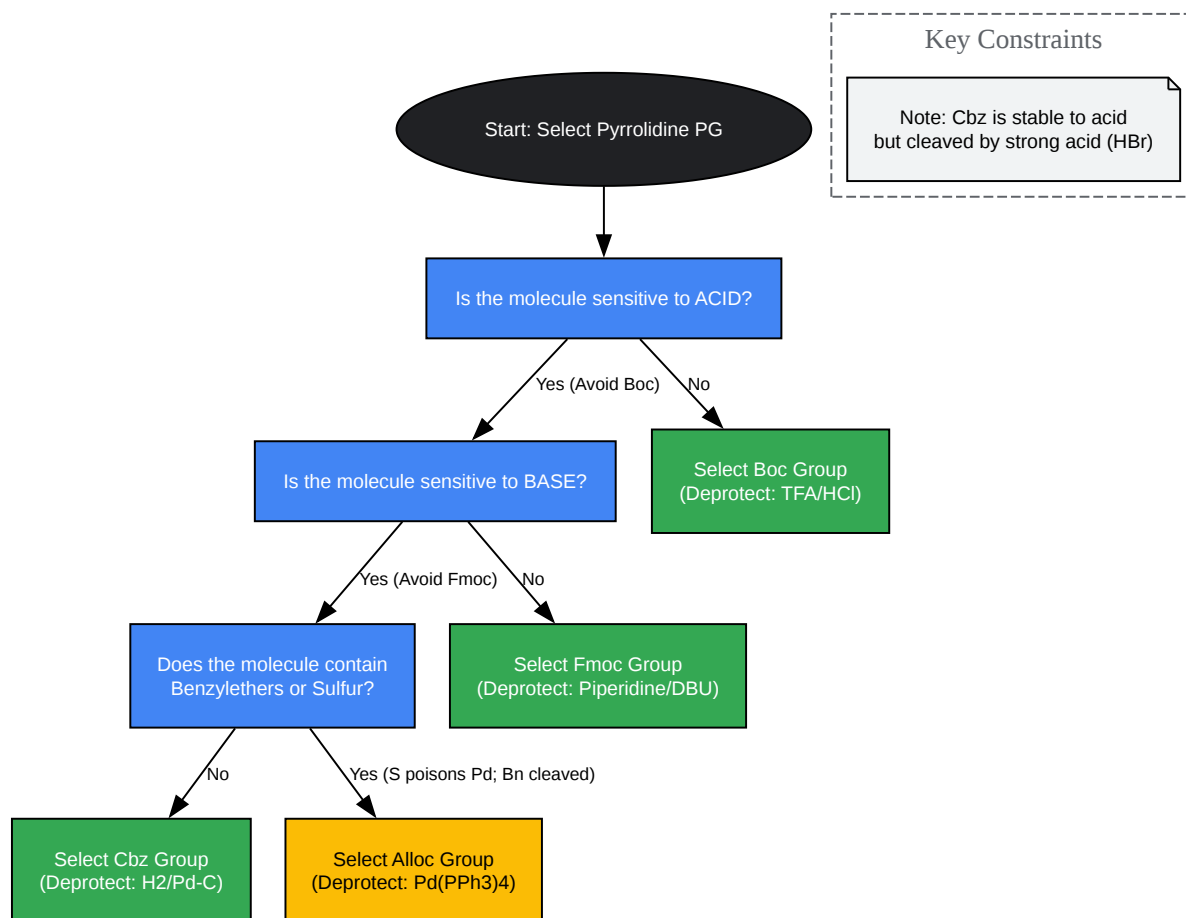 Key Constraints
Note: Cbz is stable to acid
but cleaved by strong acid (HBr)
Start: Select Pyrrolidine PG
Is the molecule sensitive to ACID?
Yes (Avoid Boc)
No
Is the molecule sensitive to BASE?
Select Boc Group
(Deprotect: TFA/HCl)
Yes (Avoid Fmoc)
No
Does the molecule contain
Benzylethers or Sulfur?
Select Fmoc Group
(Deprotect: Piperidine/DBU)
No
Yes (S poisons Pd; Bn cleaved)
Select Cbz Group
(Deprotect: H2/Pd-C)
Select Alloc Group
(Deprotect: Pd(PPh3)4)